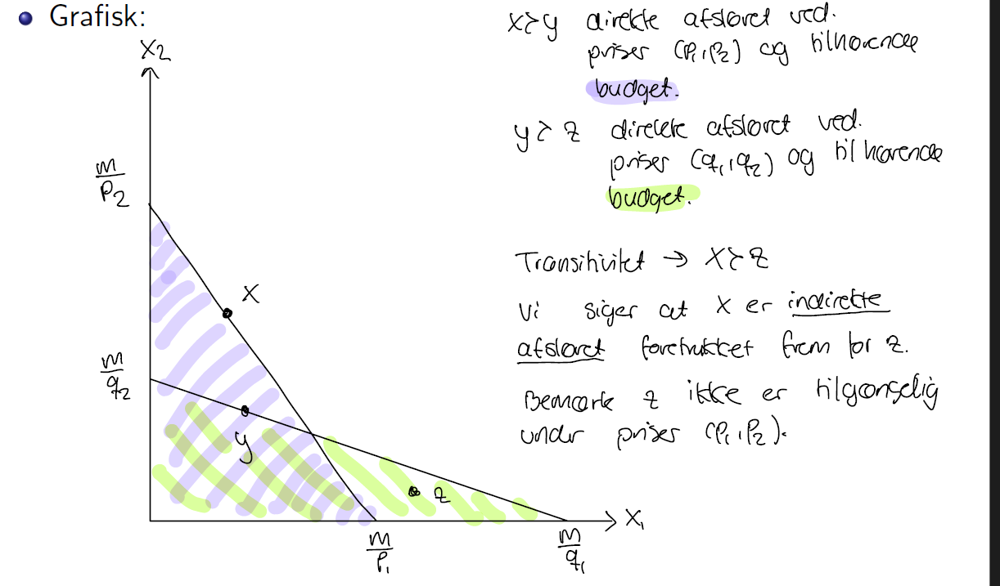 Grafisk:
x≻y direkte afsløret ved.
priser (P₁,P₂) og tilhørende
budget.
y≻z direkte afsløret ved.
priser (q₁,q₂) og tilhørende
budget.
Transitivitet → x≻z
Vi siger at x er indirekte
afsløret foretrukket frem for z.
Bemærk z ikke er tilgængelig
under priser (P₁,P₂).
X₂
m/P₂
X
m/q₂
y
z
X₁
m/P₁
m/q₁